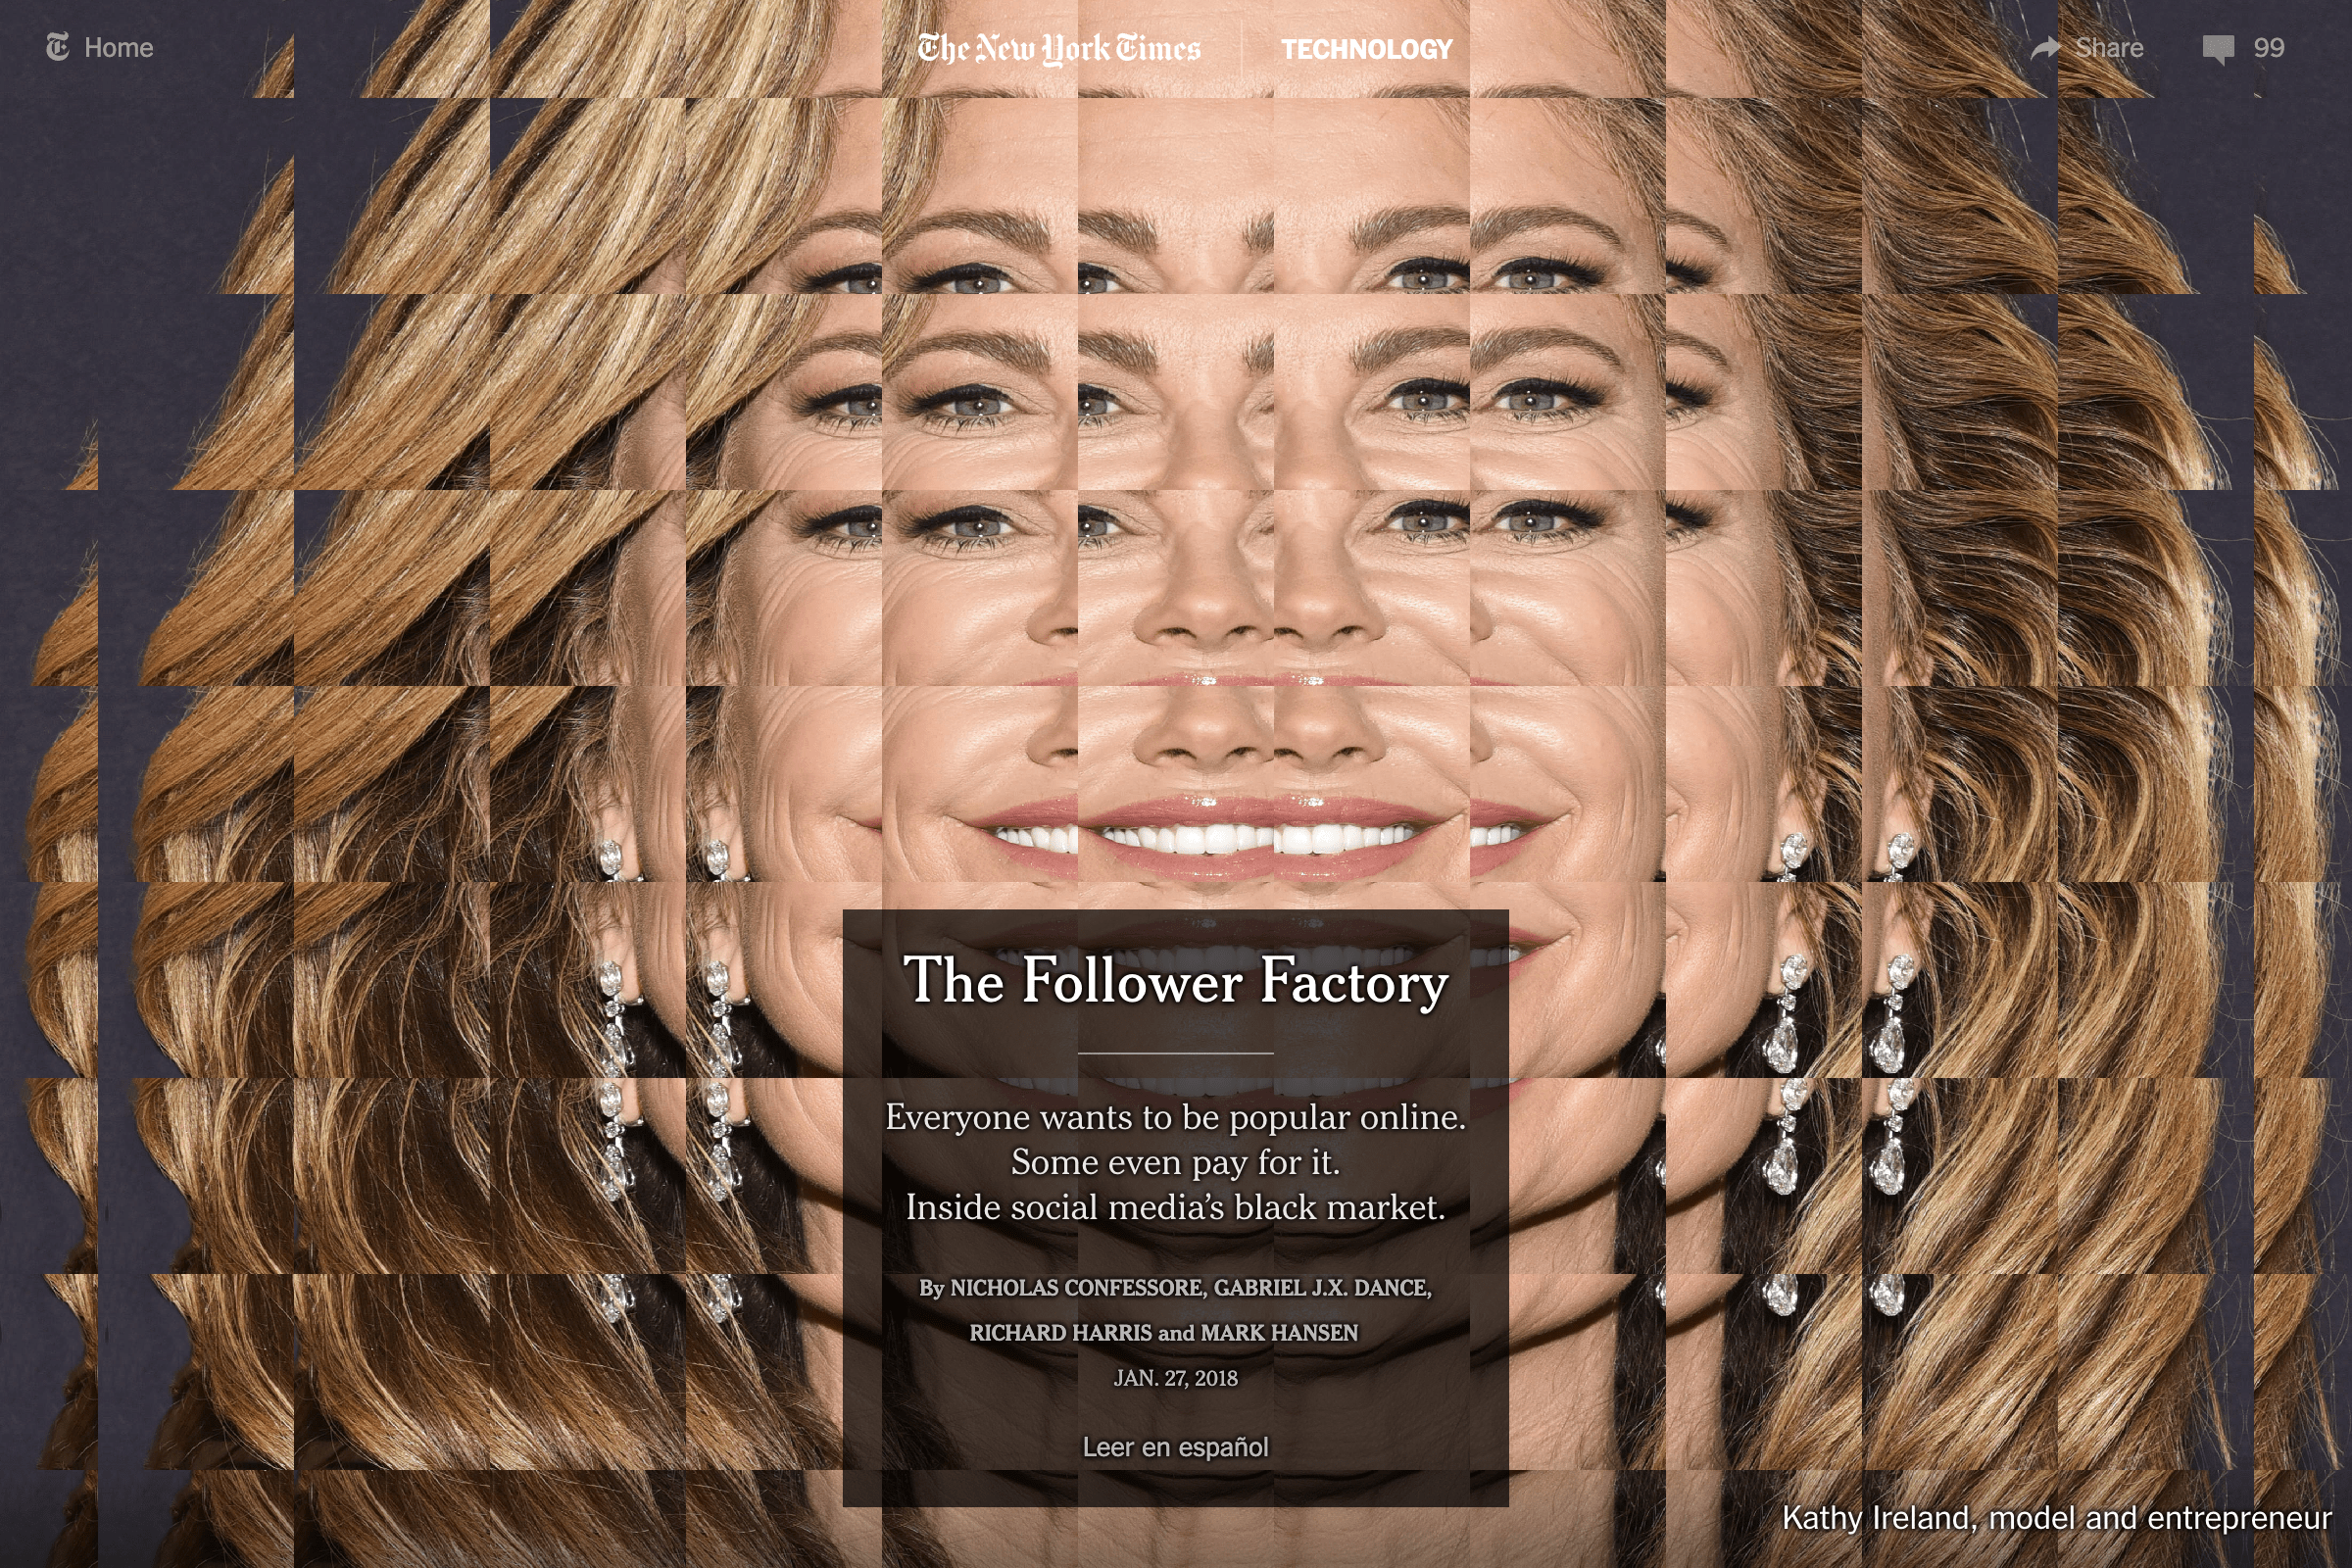 Home
The New York Times
TECHNOLOGY
Share
99
The Follower Factory
Everyone wants to be popular online.
Some even pay for it.
Inside social media’s black market.
By NICHOLAS CONFESSORE, GABRIEL J.X. DANCE,
RICHARD HARRIS and MARK HANSEN
JAN. 27, 2018
Leer en español
Kathy Ireland, model and entrepreneur